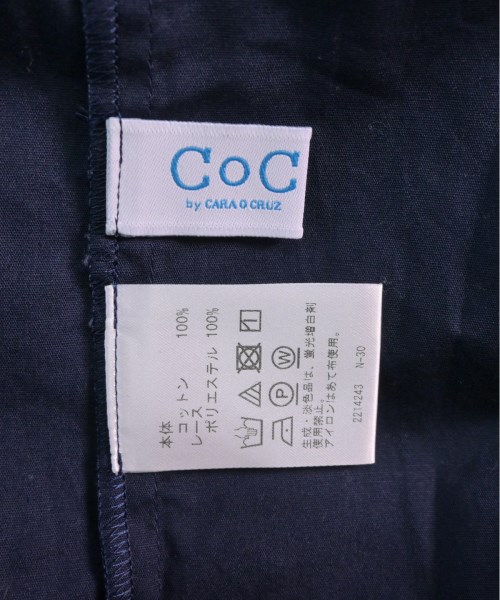 CoC
by CARA O CRUZ
本体
コットン 100%
レース
ポリエステル 100%
生成・淡色品は、蛍光増白剤
使用禁止。
アイロンはあて布使用。
2214243 N-30